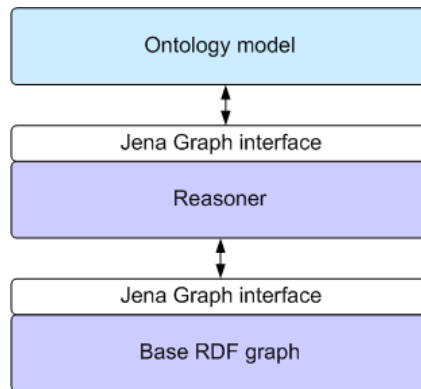 Ontology model
Jena Graph interface
Reasoner
Jena Graph interface
Base RDF graph